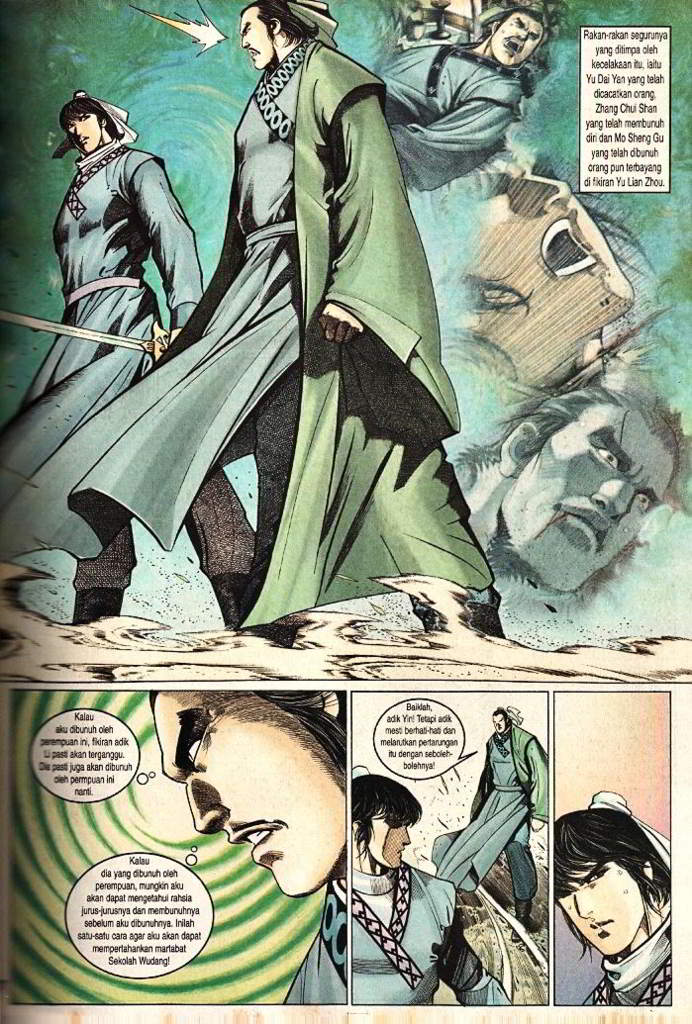 Rakan-rakan segurunya
yang ditimpa oleh
kecelakaan itu, iaitu
Yu Dai Yan yang telah
dicacatkan orang,
Zhang Chui Shan
yang telah membunuh
diri dan Mo Sheng Gu
yang telah dibunuh
orang pun terbayang
di fikiran Yu Lian Zhou.
Kalau
aku dibunuh oleh
perempuan ini, fikiran adik
Li pasti akan terganggu.
Dia pasti juga akan dibunuh
oleh permpuan ini
nanti.
Kalau
dia yang dibunuh oleh
perempuan, mungkin aku
akan dapat mengetahui rahsia
jurus-jurusnya dan membunuhnya
sebelum aku dibunuhnya. Inilah
satu-satu cara agar aku akan dapat
mempertahankan martabat
Sekolah Wudang!
Baiklah,
adik Yin! Tetapi adik
mesti berhati-hati dan
melarutkan pertarungan
itu dengan seboleh-
bolehnya!